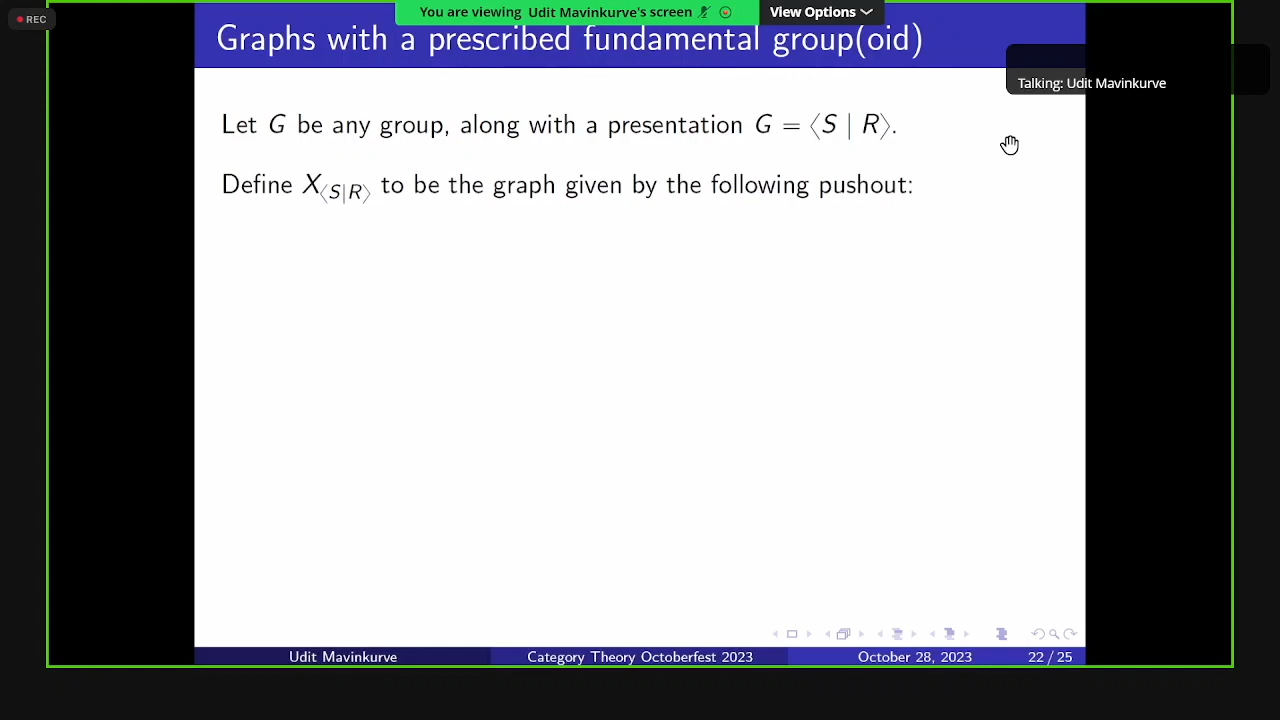 REC
You are viewing Udit Mavinkurve's screen
View Options
Graphs with a prescribed fundamental group(oid)
Talking: Udit Mavinkurve
Let G be any group, along with a presentation G = ⟨S | R⟩.
Define X⟨S|R⟩ to be the graph given by the following pushout:
Udit Mavinkurve
Category Theory Octoberfest 2023
October 28, 2023
22 / 25